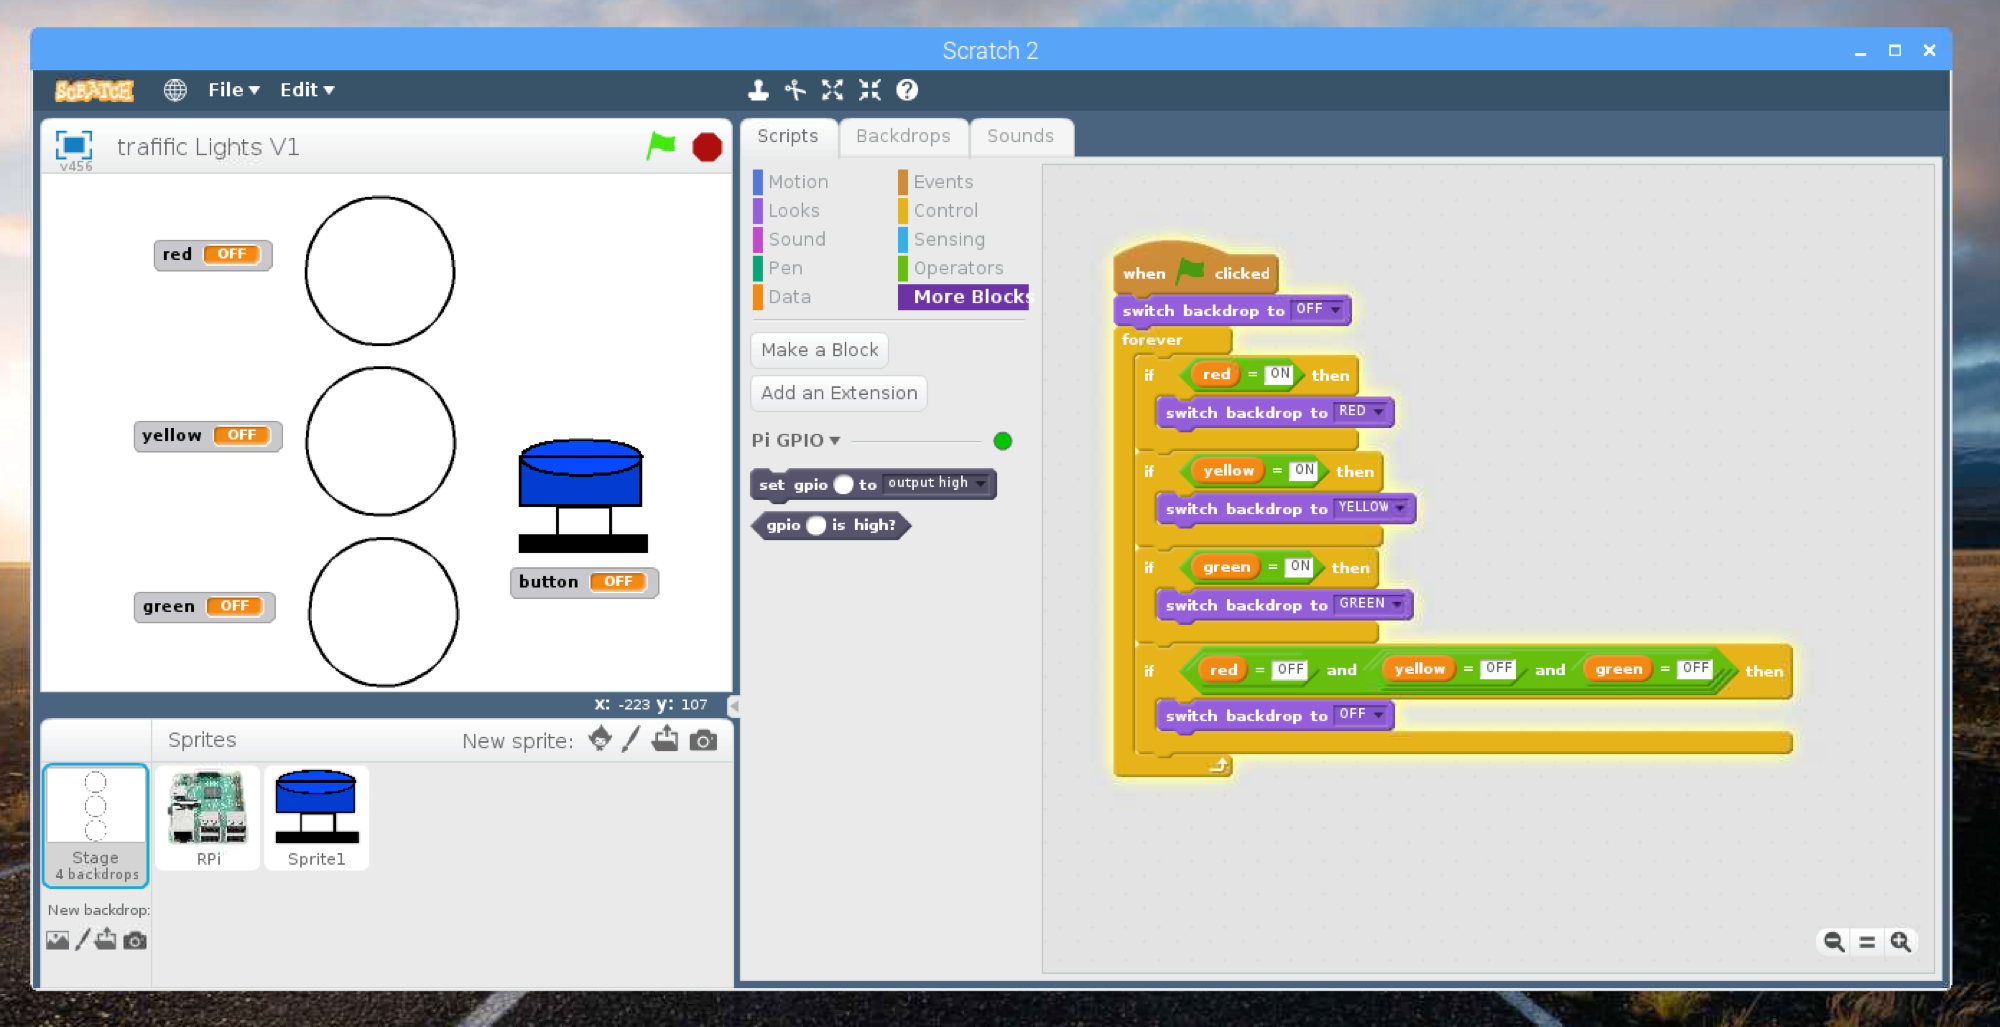 Scratch 2
SCRATCH File Edit
v456 trafific Lights V1
red OFF
yellow OFF
green OFF
button OFF
x: -223 y: 107
Sprites New sprite:
Stage
4 backdrops
RPi
Sprite1
New backdrop:
Scripts Backdrops Sounds
Motion Events
Looks Control
Sound Sensing
Pen Operators
Data More Blocks
Make a Block
Add an Extension
Pi GPIO
set gpio to output high
gpio is high?
when clicked
switch backdrop to OFF
forever
if red = ON then
switch backdrop to RED
if yellow = ON then
switch backdrop to YELLOW
if green = ON then
switch backdrop to GREEN
if red = OFF and yellow = OFF and green = OFF then
switch backdrop to OFF